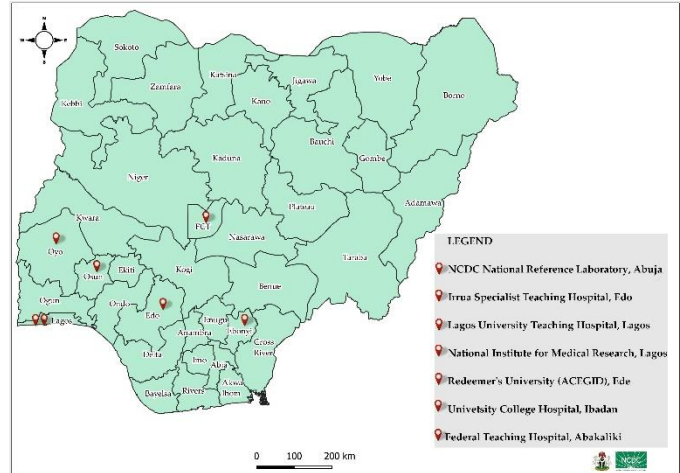 N
S
Sokoto
Katsina
Jigawa
Yobe
Borno
Zamfara
Kebbi
Kano
Bauchi
Gombe
Kaduna
Niger
Adamawa
Plateau
Kwara
FCT
Nasarawa
Taraba
Oyo
Osun
Ekiti
Kogi
Benue
Ogun
Ondo
Edo
Lagos
Enugu
Ebonyi
Anambra
Cross
River
Delta
Imo
Abia
Akwa
Ibom
Bayelsa
Rivers
LEGEND
NCDC National Reference Laboratory, Abuja
Irrua Specialist Teaching Hospital, Edo
Lagos University Teaching Hospital, Lagos
National Institute for Medical Research, Lagos
Redeemer's University (ACEGID), Ede
Univetsity College Hospital, Ibadan
Federal Teaching Hospital, Abakaliki
0 100 200 km
NCDC